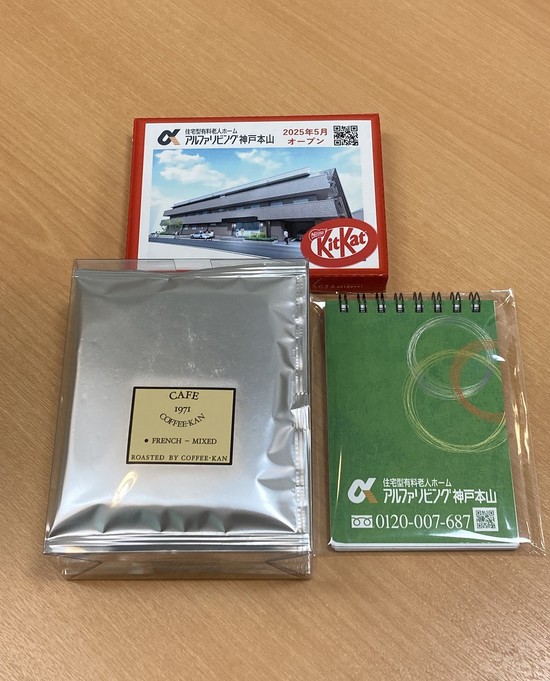 住宅型有料老人ホーム
アルファリビング神戸本山
2025年5月
オープン
Nestle
KitKat
CAFE
1971
COFFEE-KAN
• FRENCH – MIXED
ROASTED BY COFFEE-KAN
住宅型有料老人ホーム
アルファリビング神戸本山
0120-007-687